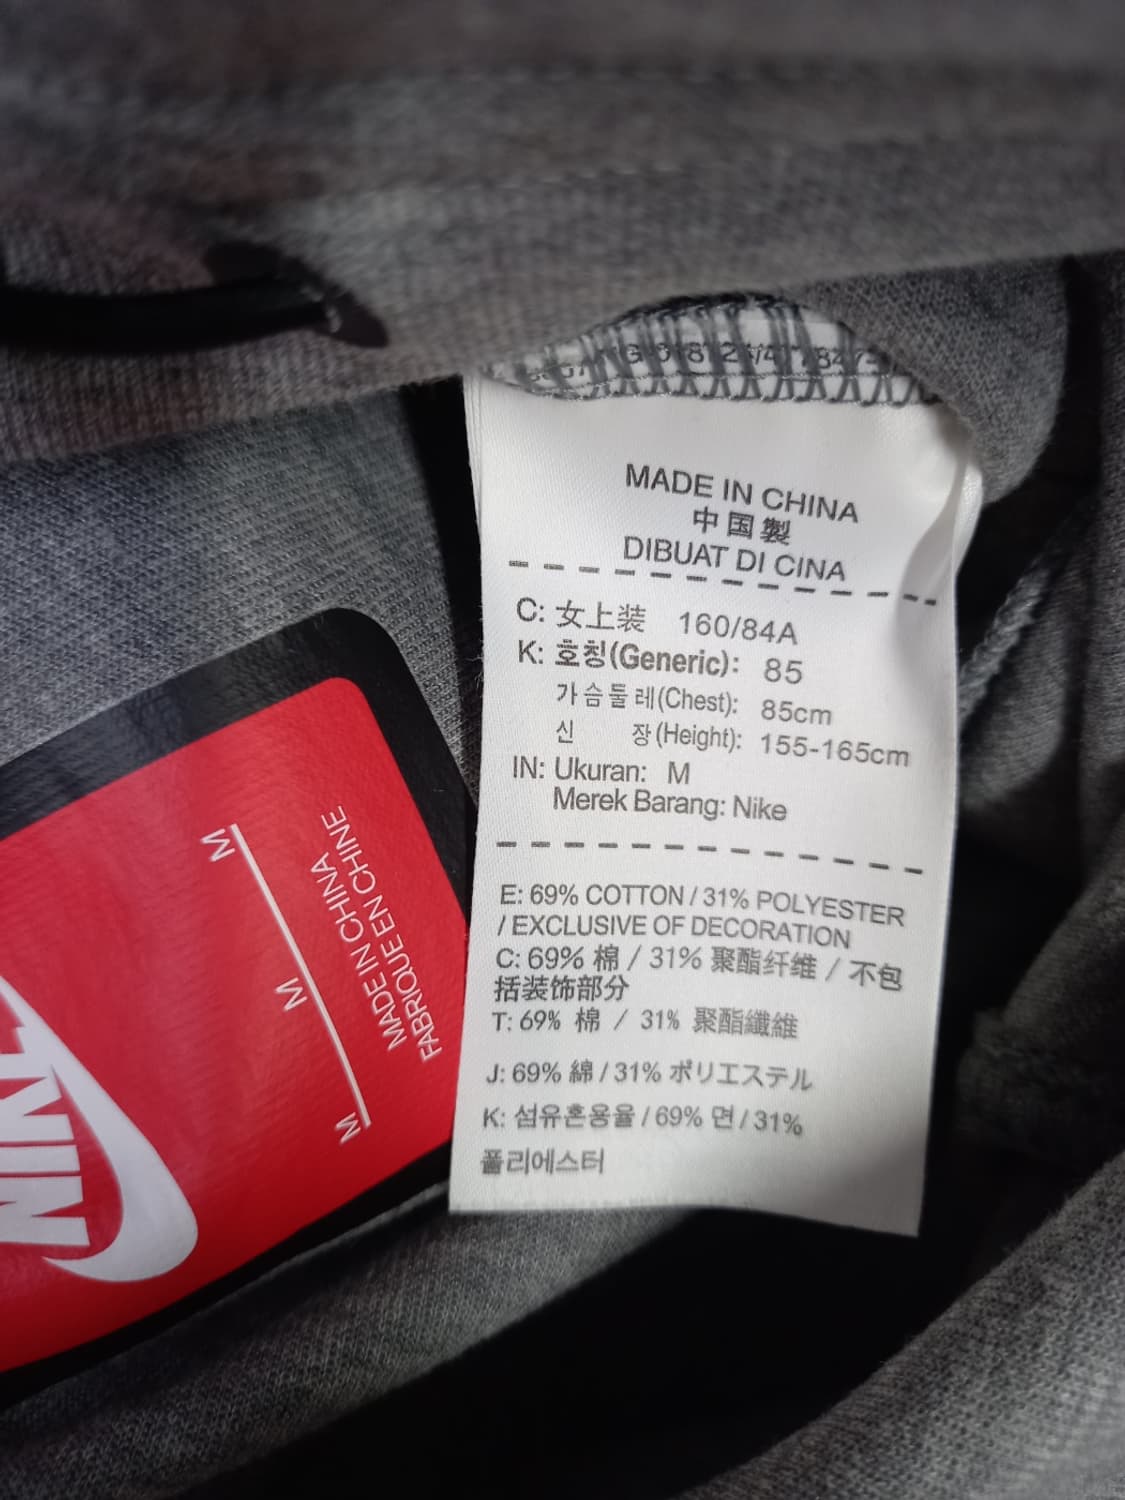 MADE IN CHINA
中国製
DIBUAT DI CINA
C: 女上装 160/84A
K: 호칭(Generic): 85
가슴둘레(Chest): 85cm
신 장(Height): 155-165cm
IN: Ukuran: M
Merek Barang: Nike
E: 69% COTTON / 31% POLYESTER
/ EXCLUSIVE OF DECORATION
C: 69% 棉 / 31% 聚酯纤维 / 不包
括装饰部分
T: 69% 棉 / 31% 聚酯纖維
J: 69% 綿 / 31% ポリエステル
K: 섬유혼용율 / 69% 면 / 31%
폴리에스터
M
M
M
MADE IN CHINA
FABRIQUE EN CHINE